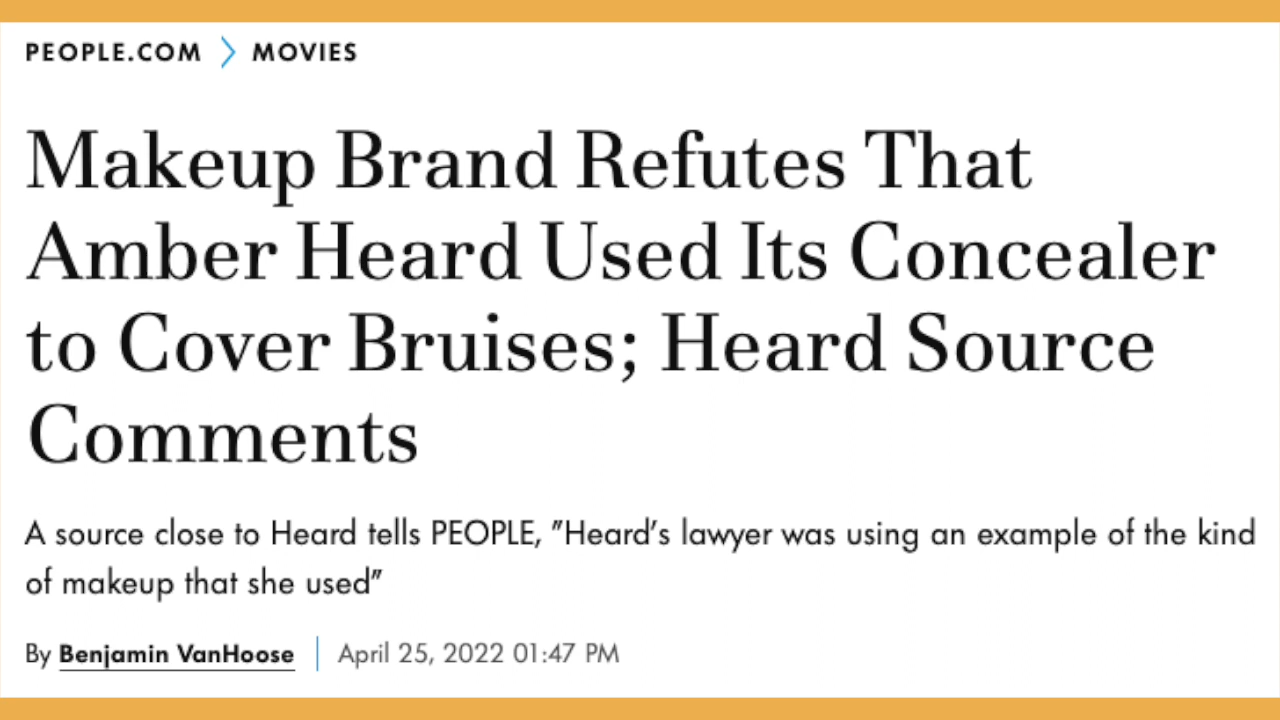 PEOPLE.COM > MOVIES
Makeup Brand Refutes That
Amber Heard Used Its Concealer
to Cover Bruises; Heard Source
Comments
A source close to Heard tells PEOPLE, "Heard's lawyer was using an example of the kind
of makeup that she used"
By Benjamin VanHoose | April 25, 2022 01:47 PM